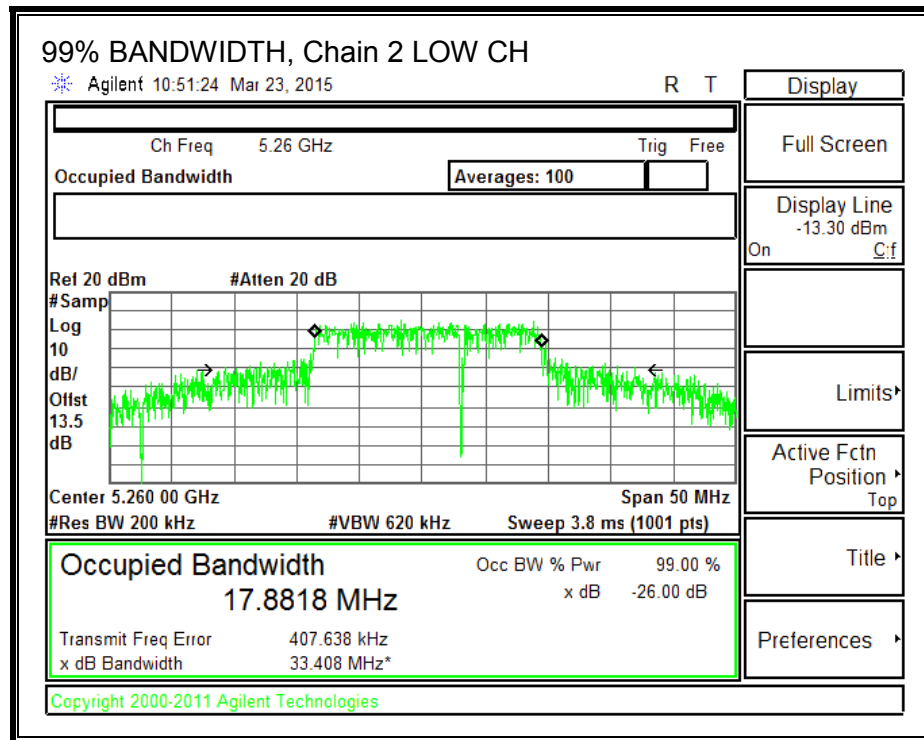 99% BANDWIDTH, Chain 2 LOW CH
Agilent 10:51:24 Mar 23, 2015 R T
Display
Ch Freq 5.26 GHz Trig Free
Full Screen
Occupied Bandwidth Averages: 100
Display Line
-13.30 dBm
On Off
Ref 20 dBm #Atten 20 dB
#Samp
Log
10
dB/
Offst
13.5
dB
Limits
Active Fctn
Position
Top
Center 5.260 00 GHz Span 50 MHz
#Res BW 200 kHz #VBW 620 kHz Sweep 3.8 ms (1001 pts)
Occupied Bandwidth Occ BW % Pwr 99.00 %
17.8818 MHz x dB -26.00 dB
Title
Transmit Freq Error 407.638 kHz
x dB Bandwidth 33.408 MHz*
Preferences
Copyright 2000-2011 Agilent Technologies